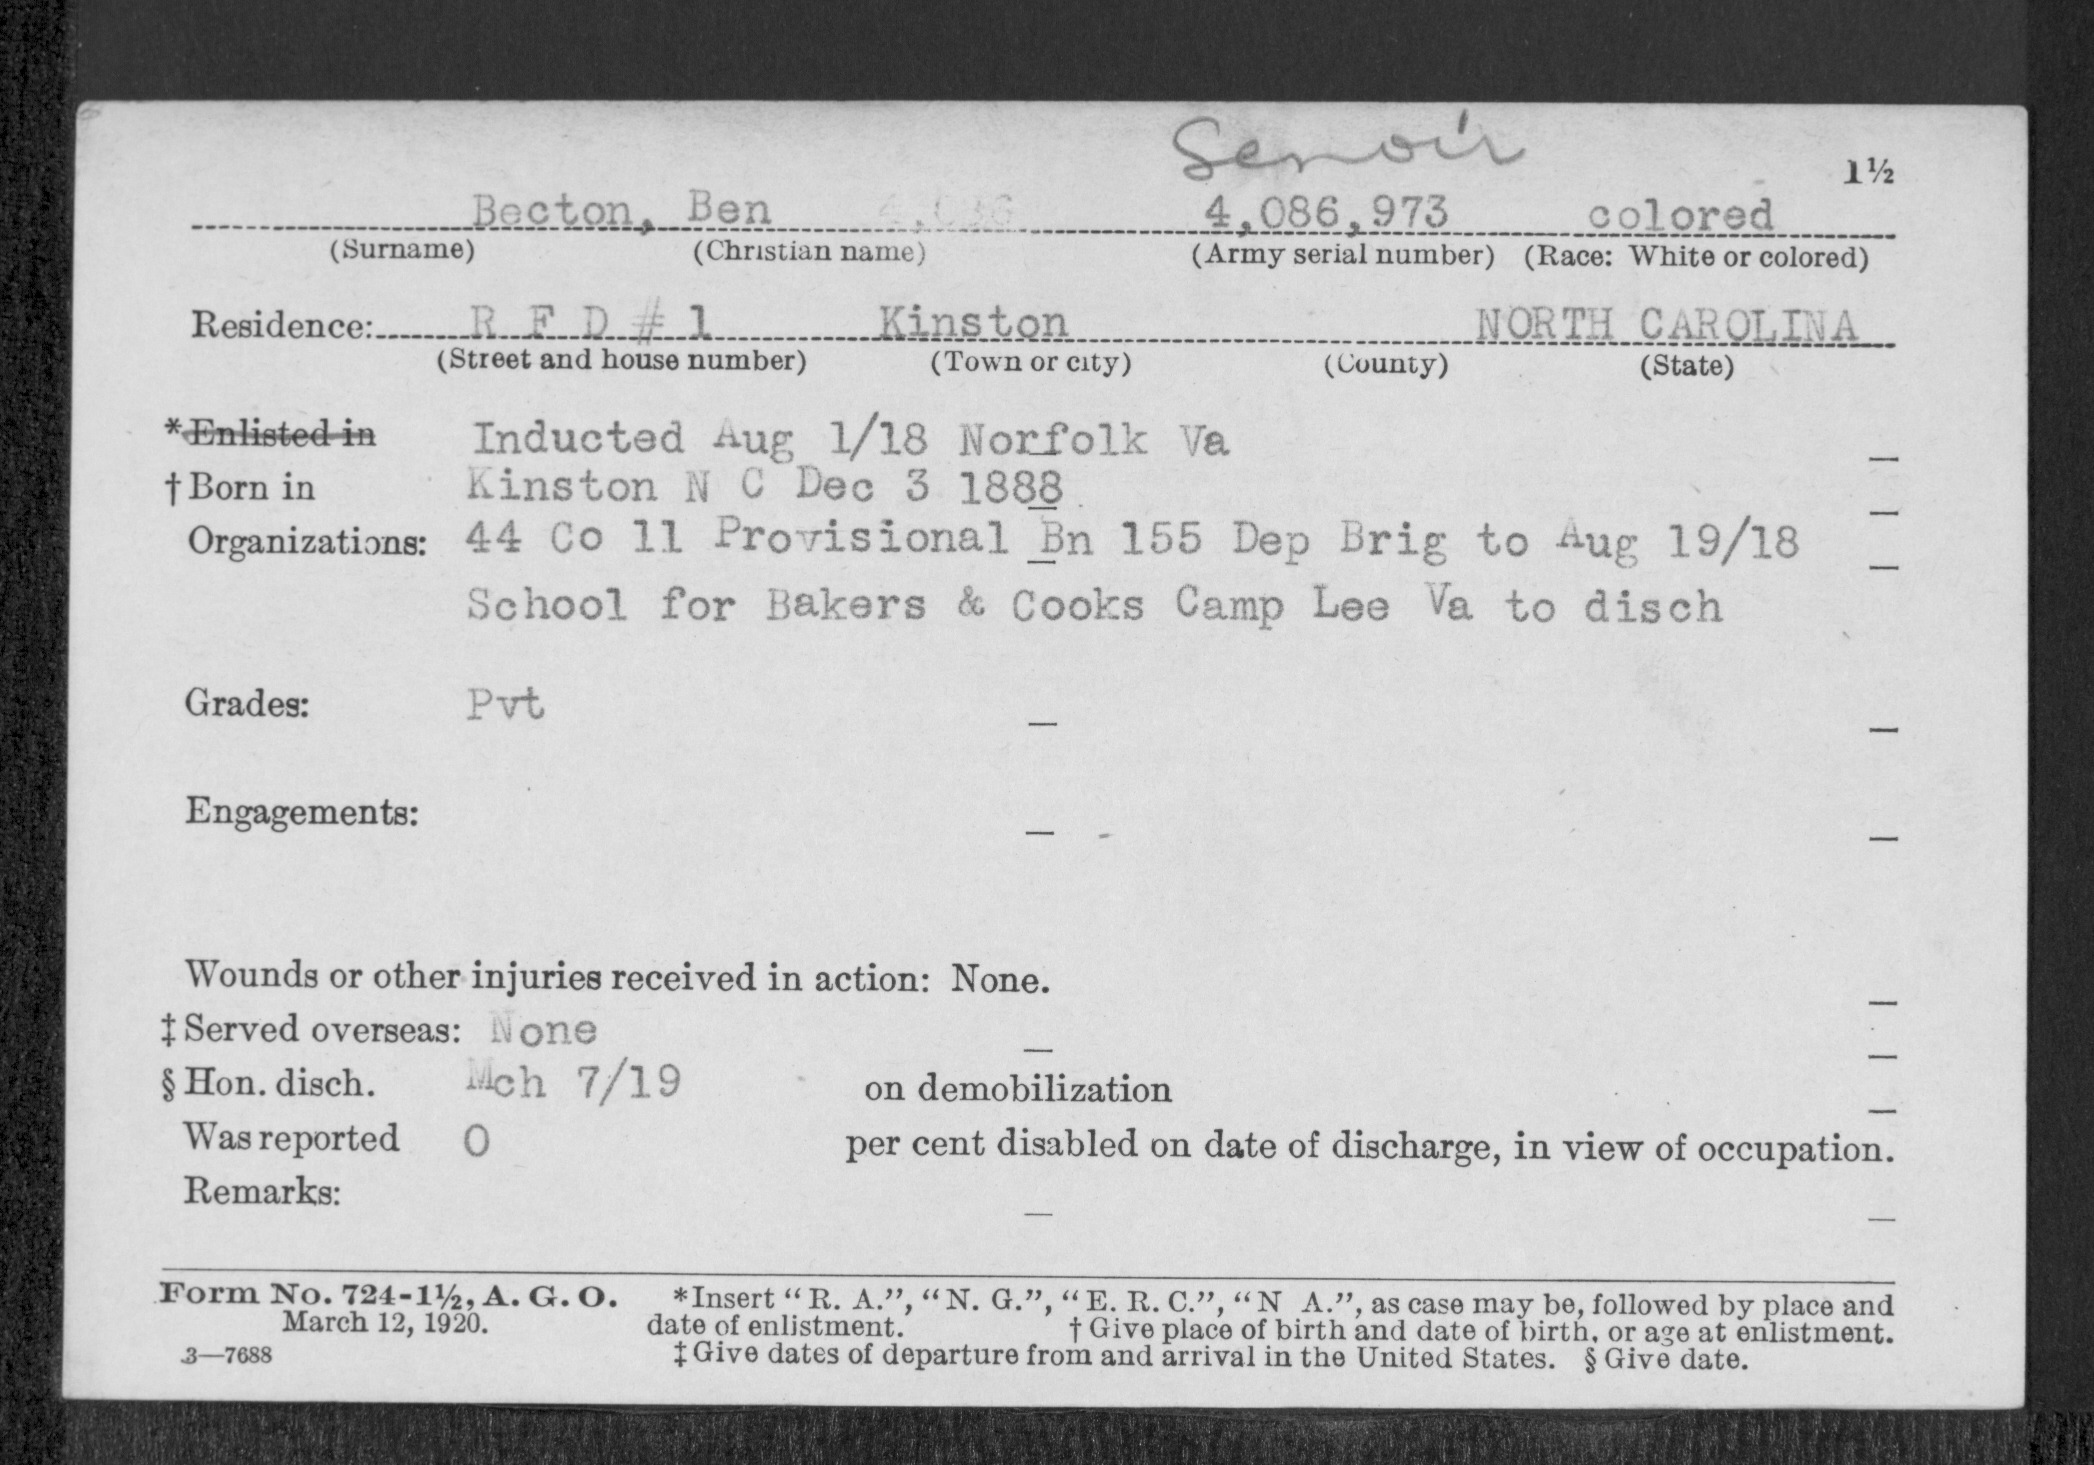 Senoir
1½
Becton, Ben 4,086,973 colored
(Surname) (Christian name) (Army serial number) (Race: White or colored)
Residence: R F D # 1 Kinston NORTH CAROLINA
(Street and house number) (Town or city) (County) (State)
*Enlisted in Inducted Aug 1/18 Norfolk Va
†Born in Kinston N C Dec 3 1888
Organizations: 44 Co 11 Provisional Bn 155 Dep Brig to Aug 19/18
School for Bakers & Cooks Camp Lee Va to disch
Grades: Pvt
Engagements:
Wounds or other injuries received in action: None.
‡Served overseas: None
§Hon. disch. Mch 7/19 on demobilization
Was reported 0 per cent disabled on date of discharge, in view of occupation.
Remarks:
Form No. 724-1½, A. G. O. *Insert "R. A.", "N. G.", "E. R. C.", "N A.", as case may be, followed by place and
March 12, 1920. date of enlistment. †Give place of birth and date of birth, or age at enlistment.
3—7688 ‡Give dates of departure from and arrival in the United States. §Give date.